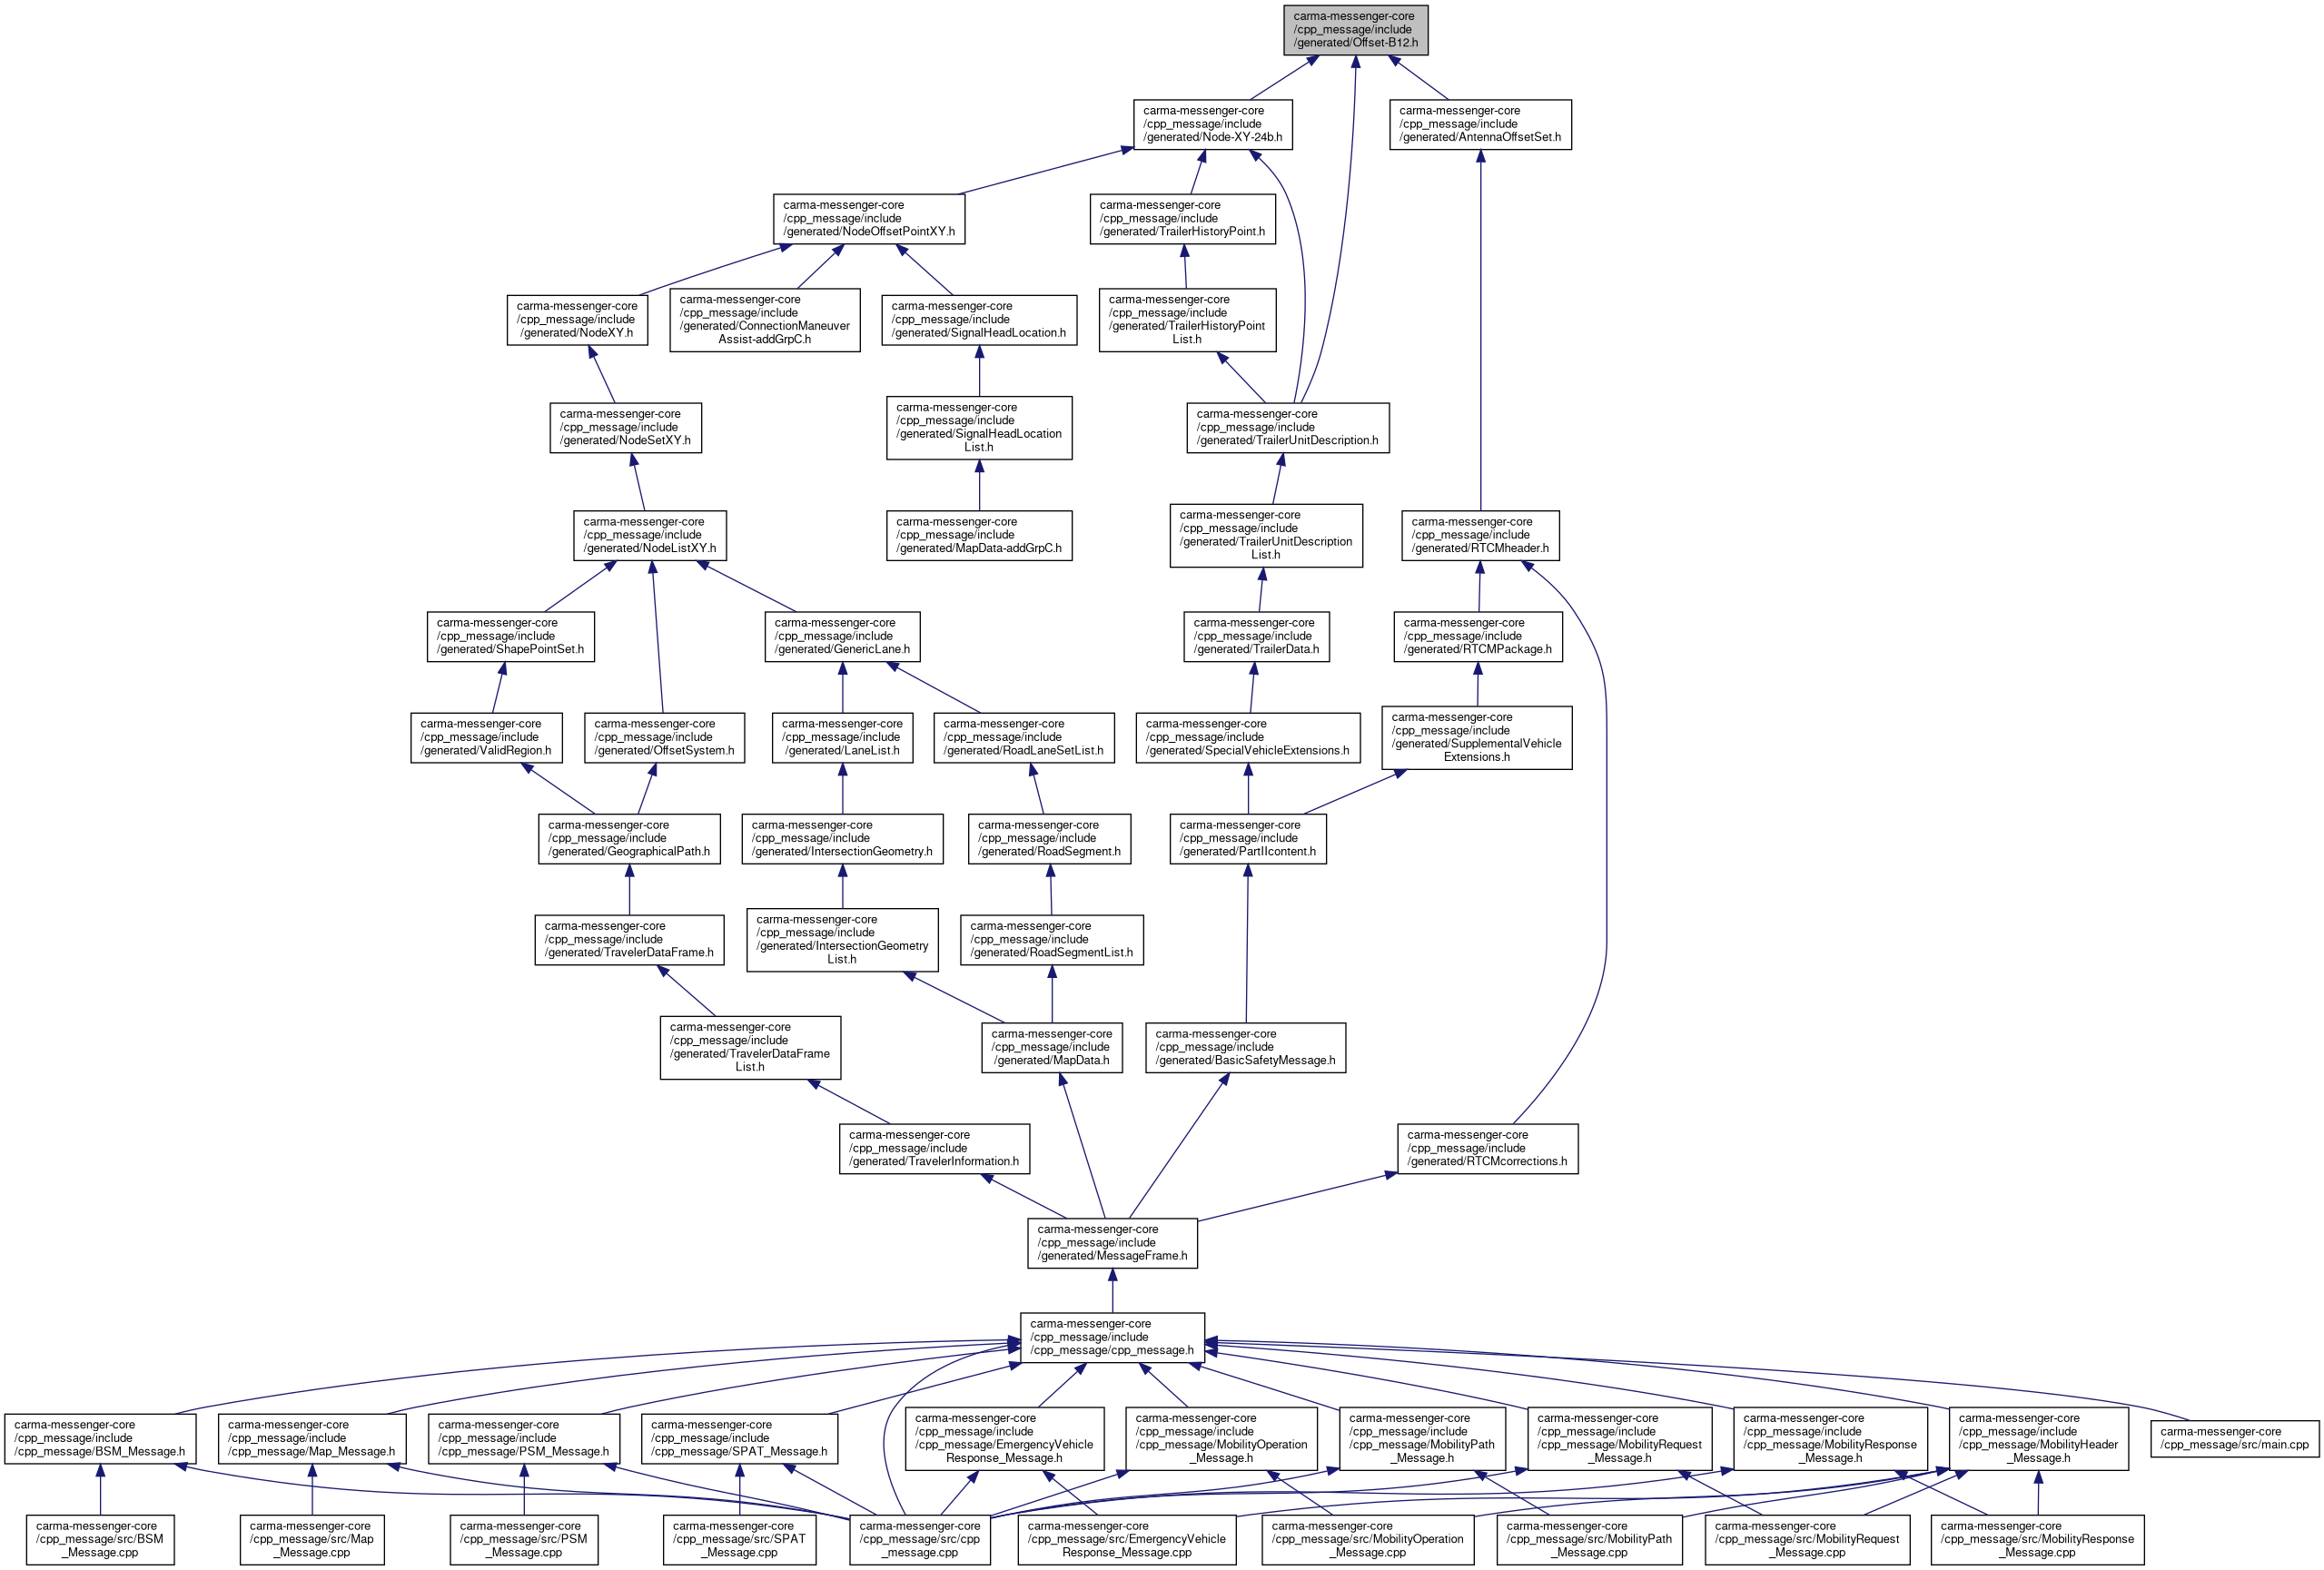 carma-messenger-core
/cpp_message/include
/generated/Offset-B12.h
carma-messenger-core
/cpp_message/include
/generated/Node-XY-24b.h
carma-messenger-core
/cpp_message/include
/generated/AntennaOffsetSet.h
carma-messenger-core
/cpp_message/include
/generated/NodeOffsetPointXY.h
carma-messenger-core
/cpp_message/include
/generated/TrailerHistoryPoint.h
carma-messenger-core
/cpp_message/include
/generated/NodeXY.h
carma-messenger-core
/cpp_message/include
/generated/ConnectionManeuver
Assist-addGrpC.h
carma-messenger-core
/cpp_message/include
/generated/SignalHeadLocation.h
carma-messenger-core
/cpp_message/include
/generated/TrailerHistoryPoint
List.h
carma-messenger-core
/cpp_message/include
/generated/NodeSetXY.h
carma-messenger-core
/cpp_message/include
/generated/SignalHeadLocation
List.h
carma-messenger-core
/cpp_message/include
/generated/TrailerUnitDescription.h
carma-messenger-core
/cpp_message/include
/generated/NodeListXY.h
carma-messenger-core
/cpp_message/include
/generated/MapData-addGrpC.h
carma-messenger-core
/cpp_message/include
/generated/TrailerUnitDescription
List.h
carma-messenger-core
/cpp_message/include
/generated/RTCMheader.h
carma-messenger-core
/cpp_message/include
/generated/ShapePointSet.h
carma-messenger-core
/cpp_message/include
/generated/GenericLane.h
carma-messenger-core
/cpp_message/include
/generated/TrailerData.h
carma-messenger-core
/cpp_message/include
/generated/RTCMPackage.h
carma-messenger-core
/cpp_message/include
/generated/ValidRegion.h
carma-messenger-core
/cpp_message/include
/generated/OffsetSystem.h
carma-messenger-core
/cpp_message/include
/generated/LaneList.h
carma-messenger-core
/cpp_message/include
/generated/RoadLaneSetList.h
carma-messenger-core
/cpp_message/include
/generated/SpecialVehicleExtensions.h
carma-messenger-core
/cpp_message/include
/generated/SupplementalVehicle
Extensions.h
carma-messenger-core
/cpp_message/include
/generated/GeographicalPath.h
carma-messenger-core
/cpp_message/include
/generated/IntersectionGeometry.h
carma-messenger-core
/cpp_message/include
/generated/RoadSegment.h
carma-messenger-core
/cpp_message/include
/generated/PartIIcontent.h
carma-messenger-core
/cpp_message/include
/generated/TravelerDataFrame.h
carma-messenger-core
/cpp_message/include
/generated/IntersectionGeometry
List.h
carma-messenger-core
/cpp_message/include
/generated/RoadSegmentList.h
carma-messenger-core
/cpp_message/include
/generated/TravelerDataFrame
List.h
carma-messenger-core
/cpp_message/include
/generated/MapData.h
carma-messenger-core
/cpp_message/include
/generated/BasicSafetyMessage.h
carma-messenger-core
/cpp_message/include
/generated/TravelerInformation.h
carma-messenger-core
/cpp_message/include
/generated/RTCMcorrections.h
carma-messenger-core
/cpp_message/include
/generated/MessageFrame.h
carma-messenger-core
/cpp_message/include
/cpp_message/cpp_message.h
carma-messenger-core
/cpp_message/include
/cpp_message/BSM_Message.h
carma-messenger-core
/cpp_message/include
/cpp_message/Map_Message.h
carma-messenger-core
/cpp_message/include
/cpp_message/PSM_Message.h
carma-messenger-core
/cpp_message/include
/cpp_message/SPAT_Message.h
carma-messenger-core
/cpp_message/include
/cpp_message/EmergencyVehicle
Response_Message.h
carma-messenger-core
/cpp_message/include
/cpp_message/MobilityOperation
_Message.h
carma-messenger-core
/cpp_message/include
/cpp_message/MobilityPath
_Message.h
carma-messenger-core
/cpp_message/include
/cpp_message/MobilityRequest
_Message.h
carma-messenger-core
/cpp_message/include
/cpp_message/MobilityResponse
_Message.h
carma-messenger-core
/cpp_message/include
/cpp_message/MobilityHeader
_Message.h
carma-messenger-core
/cpp_message/src/main.cpp
carma-messenger-core
/cpp_message/src/BSM
_Message.cpp
carma-messenger-core
/cpp_message/src/Map
_Message.cpp
carma-messenger-core
/cpp_message/src/PSM
_Message.cpp
carma-messenger-core
/cpp_message/src/SPAT
_Message.cpp
carma-messenger-core
/cpp_message/src/cpp
_message.cpp
carma-messenger-core
/cpp_message/src/EmergencyVehicle
Response_Message.cpp
carma-messenger-core
/cpp_message/src/MobilityOperation
_Message.cpp
carma-messenger-core
/cpp_message/src/MobilityPath
_Message.cpp
carma-messenger-core
/cpp_message/src/MobilityRequest
_Message.cpp
carma-messenger-core
/cpp_message/src/MobilityResponse
_Message.cpp